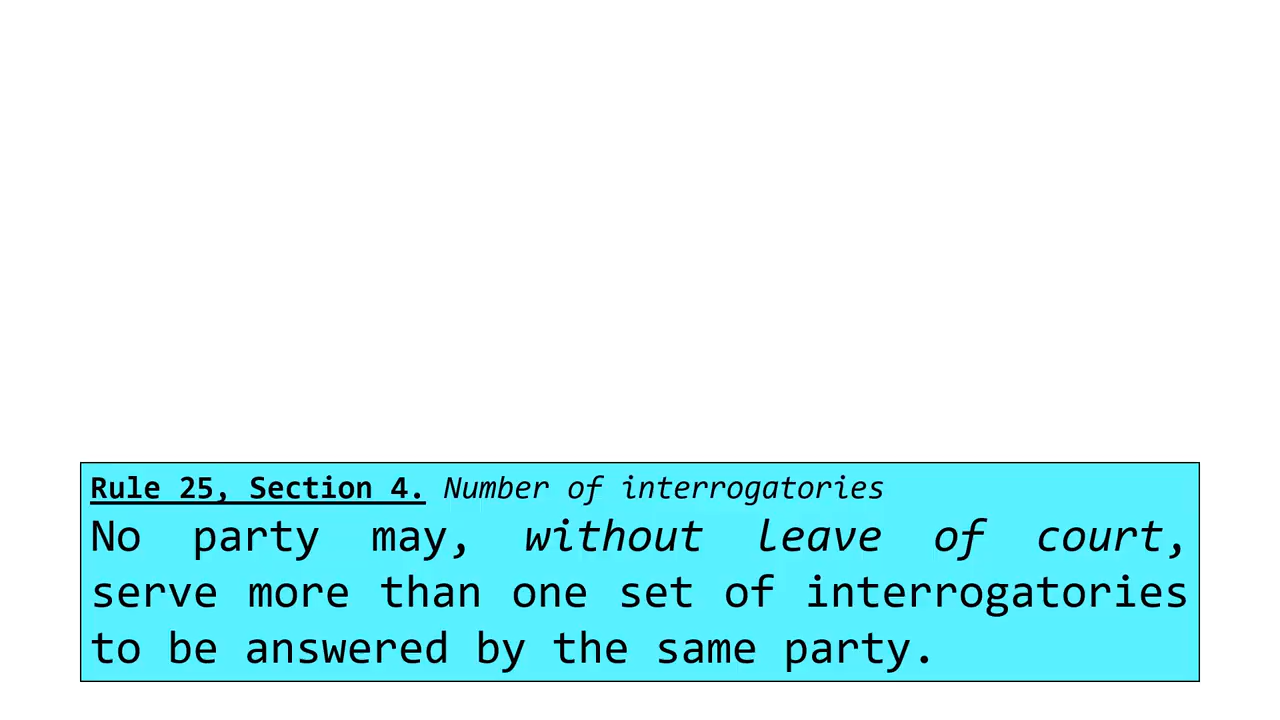 Rule 25, Section 4. Number of interrogatories
No party may, without leave of court,
serve more than one set of interrogatories
to be answered by the same party.